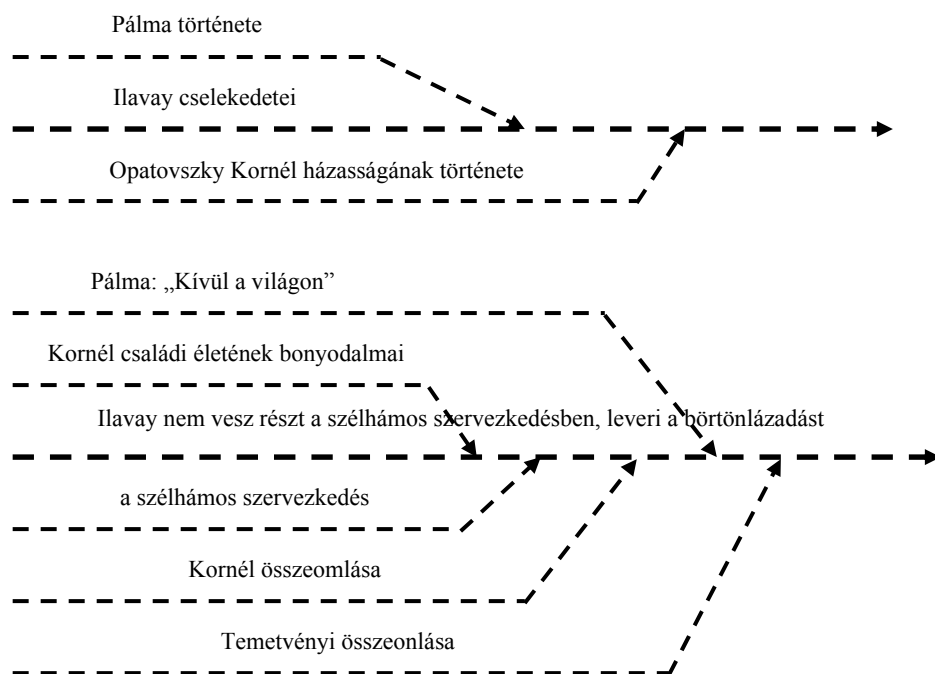 Pálma története
Ilavay cselekedetei
Opatovszky Kornél házasságának története
Pálma: „Kívül a világon”
Kornél családi életének bonyodalmai
Ilavay nem vesz részt a szélhámos szervezkedésben, leveri a börtönlázadást
a szélhámos szervezkedés
Kornél összeomlása
Temetvényi összeonlása